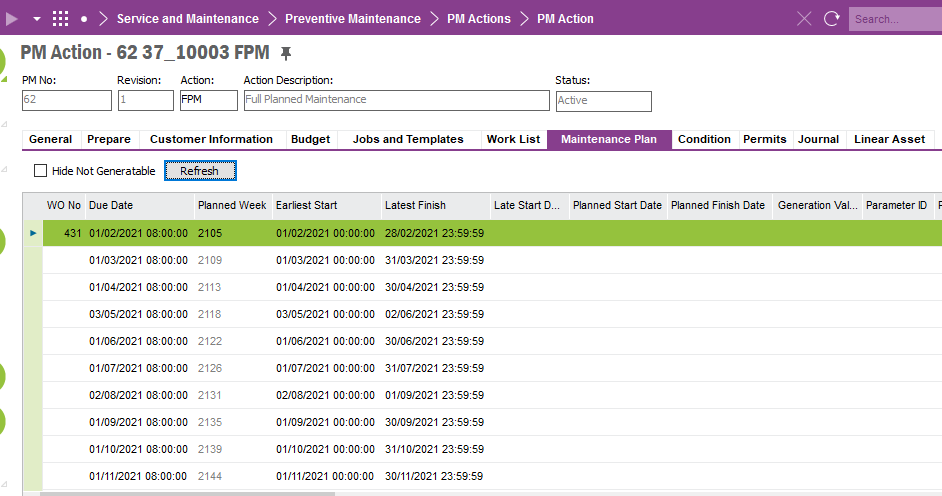 Service and Maintenance Preventive Maintenance PM Actions PM Action Search...
PM Action - 62 37_10003 FPM
PM No: Revision: Action: Action Description: Status:
62 1 FPM Full Planned Maintenance Active
General Prepare Customer Information Budget Jobs and Templates Work List Maintenance Plan Condition Permits Journal Linear Asset
Hide Not Generatable Refresh
WO No Due Date Planned Week Earliest Start Latest Finish Late Start D... Planned Start Date Planned Finish Date Generation Val... Parameter ID
431 01/02/2021 08:00:00 2105 01/02/2021 00:00:00 28/02/2021 23:59:59
01/03/2021 08:00:00 2109 01/03/2021 00:00:00 31/03/2021 23:59:59
01/04/2021 08:00:00 2113 01/04/2021 00:00:00 30/04/2021 23:59:59
03/05/2021 08:00:00 2118 03/05/2021 00:00:00 02/06/2021 23:59:59
01/06/2021 08:00:00 2122 01/06/2021 00:00:00 30/06/2021 23:59:59
01/07/2021 08:00:00 2126 01/07/2021 00:00:00 31/07/2021 23:59:59
02/08/2021 08:00:00 2131 02/08/2021 00:00:00 01/09/2021 23:59:59
01/09/2021 08:00:00 2135 01/09/2021 00:00:00 30/09/2021 23:59:59
01/10/2021 08:00:00 2139 01/10/2021 00:00:00 31/10/2021 23:59:59
01/11/2021 08:00:00 2144 01/11/2021 00:00:00 30/11/2021 23:59:59